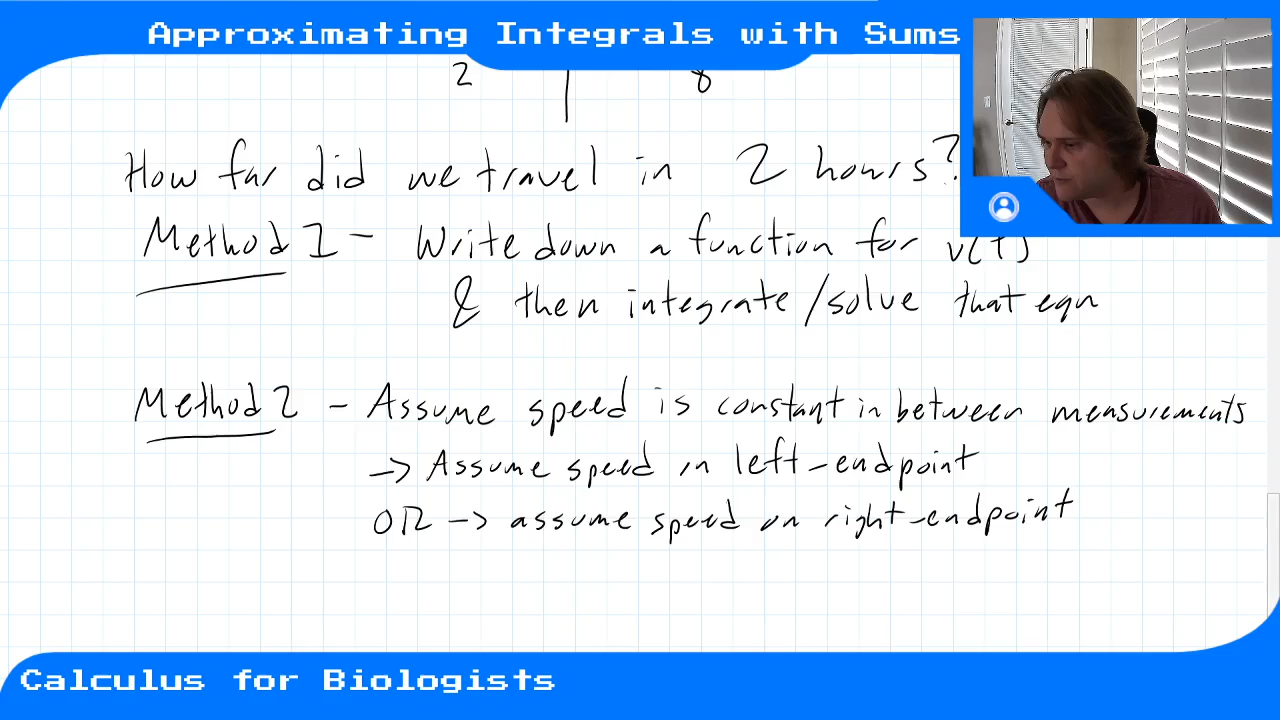 Approximating Integrals with Sums
2 8
How far did we travel in 2 hours?
Method 1 - Write down a function for v(t)
& then integrate/solve that eqn
Method 2 - Assume speed is constant in between measurements
-> Assume speed in left-endpoint
OR -> assume speed on right-endpoint
Calculus for Biologists